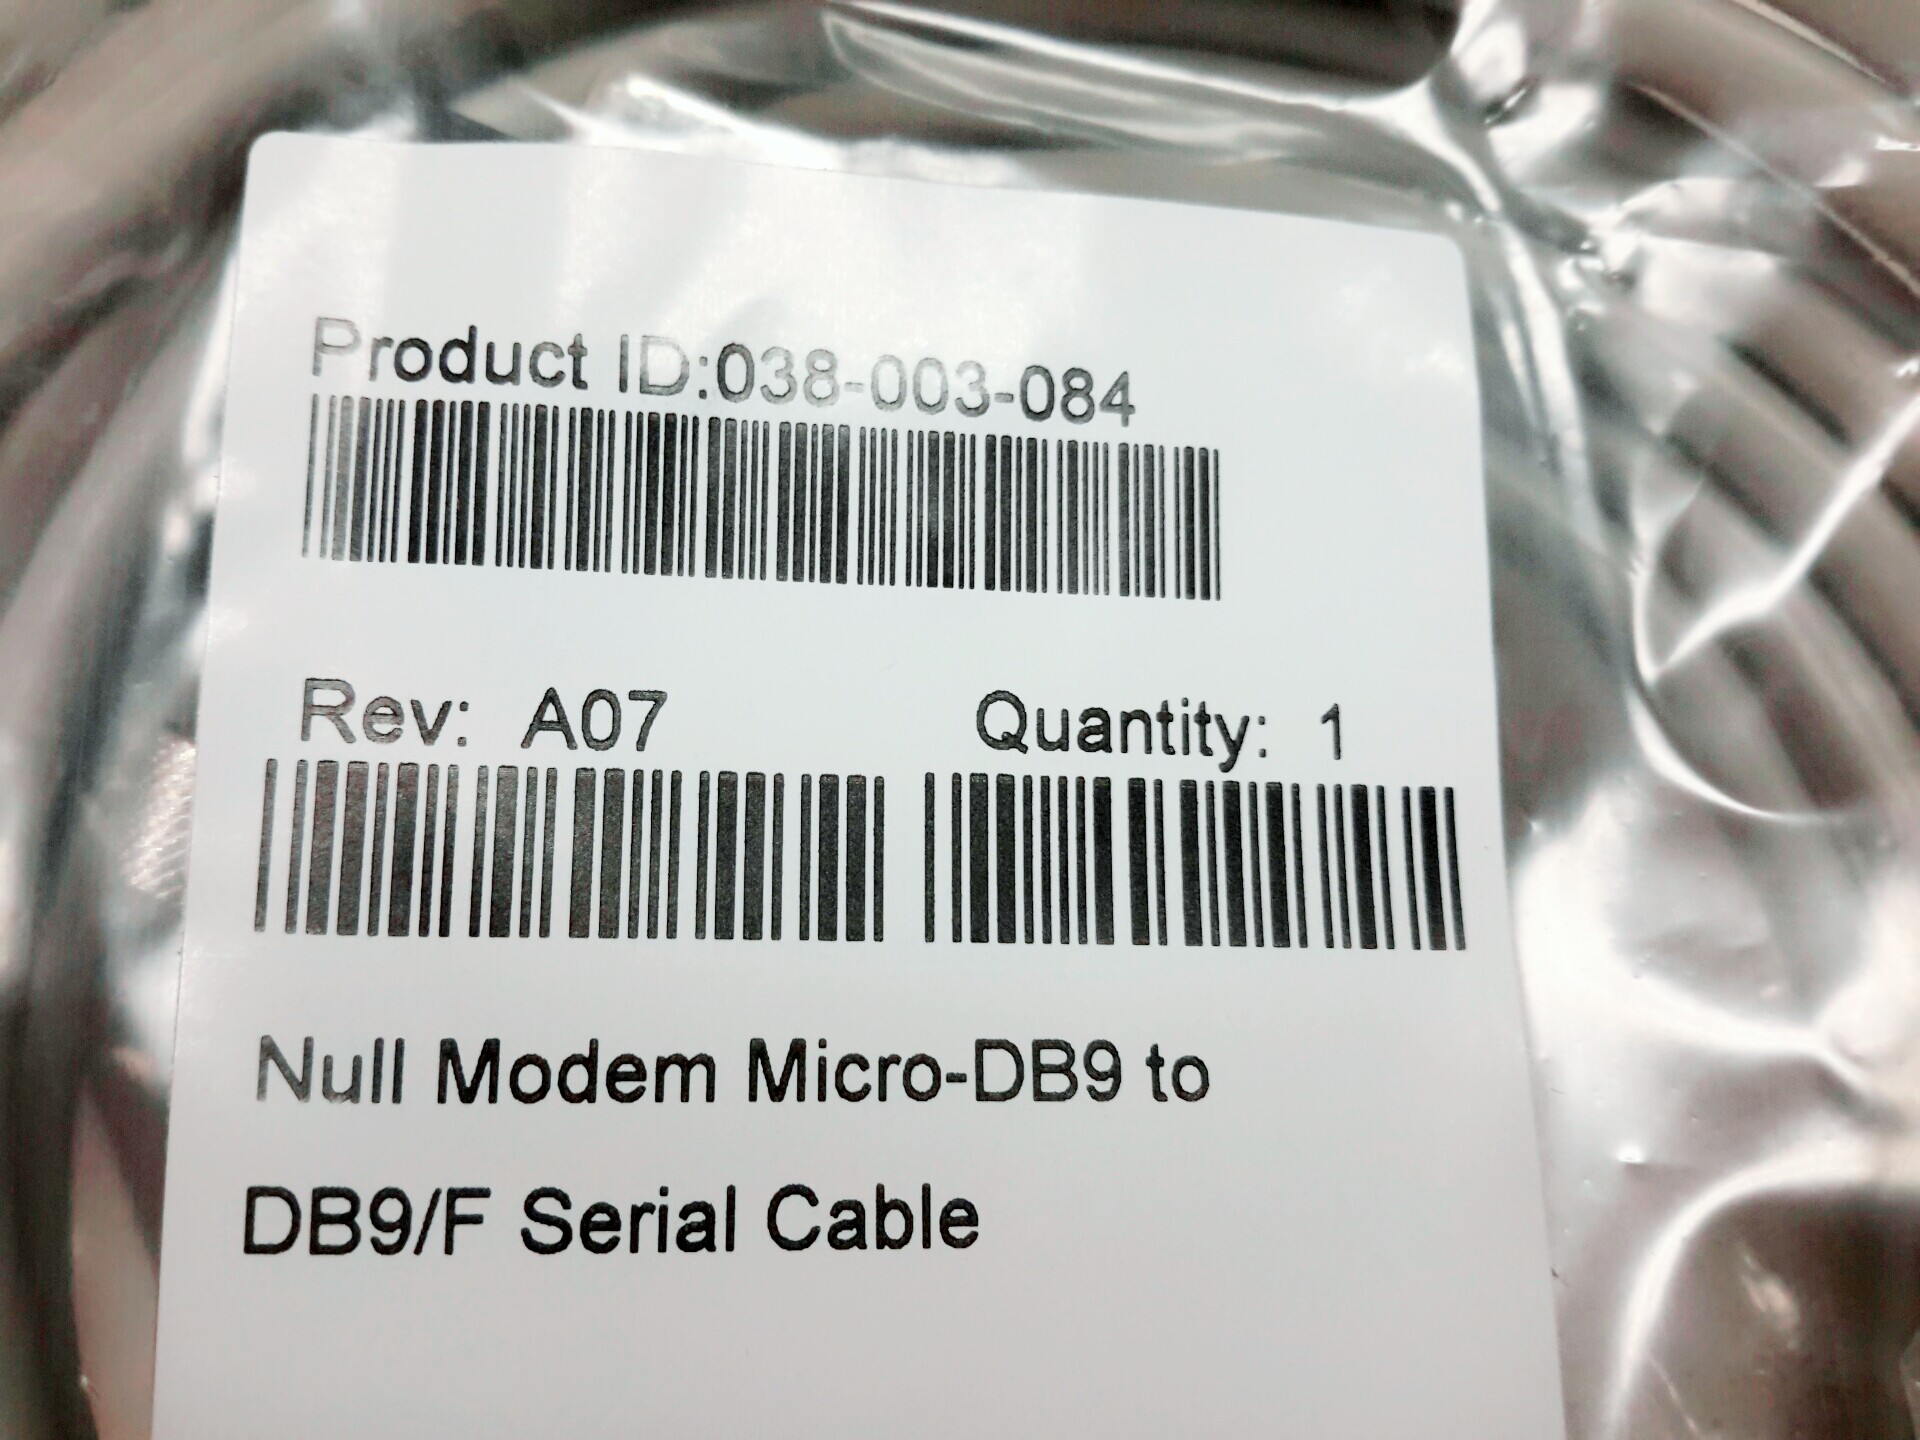 Product ID:038-003-084
Rev: A07 Quantity: 1
Null Modem Micro-DB9 to
DB9/F Serial Cable